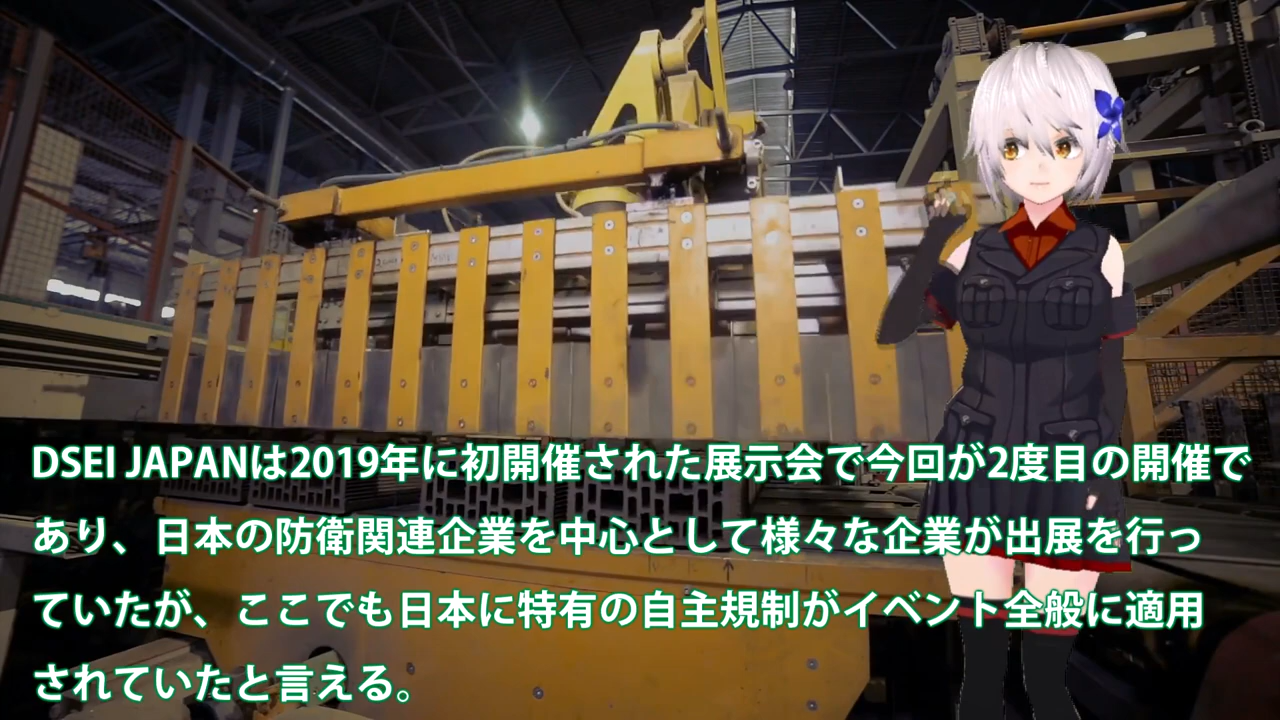 DSEI JAPANは2019年に初開催された展示会で今回が2度目の開催で
あり、日本の防衛関連企業を中心として様々な企業が出展を行っ
ていたが、ここでも日本に特有の自主規制がイベント全般に適用
されていたと言える。